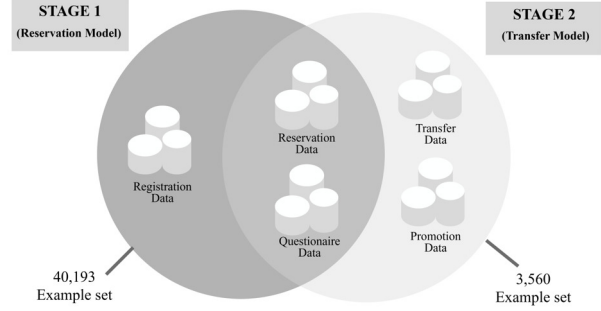 STAGE 1
(Reservation Model)
STAGE 2
(Transfer Model)
Registration
Data
Reservation
Data
Questionaire
Data
Transfer
Data
Promotion
Data
40,193
Example set
3,560
Example set